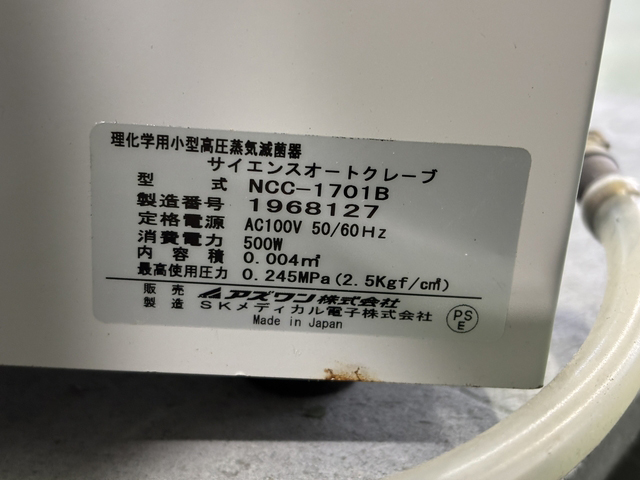 理化学用小型高圧蒸気滅菌器
サイエンスオートクレーブ
型式 NCC-1701B
製造番号 1968127
定格電源 AC100V 50/60Hz
消費電力 500W
内容積 0.004㎥
最高使用圧力 0.245MPa(2.5Kgf/c㎡)
販売 アズワン株式会社
製造 SKメディカル電子株式会社
Made in Japan
PS
E